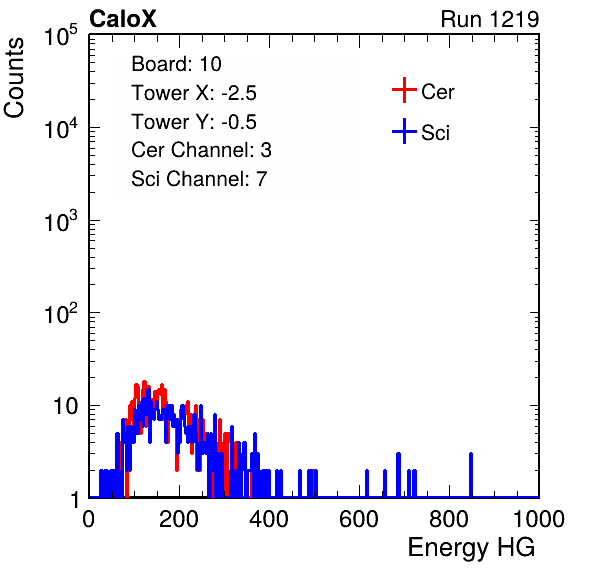 CaloX Run 1219
Counts
10^5
10^4
10^3
10^2
10
1
Board: 10
Tower X: -2.5
Tower Y: -0.5
Cer Channel: 3
Sci Channel: 7
Cer
Sci
0 200 400 600 800 1000
Energy HG